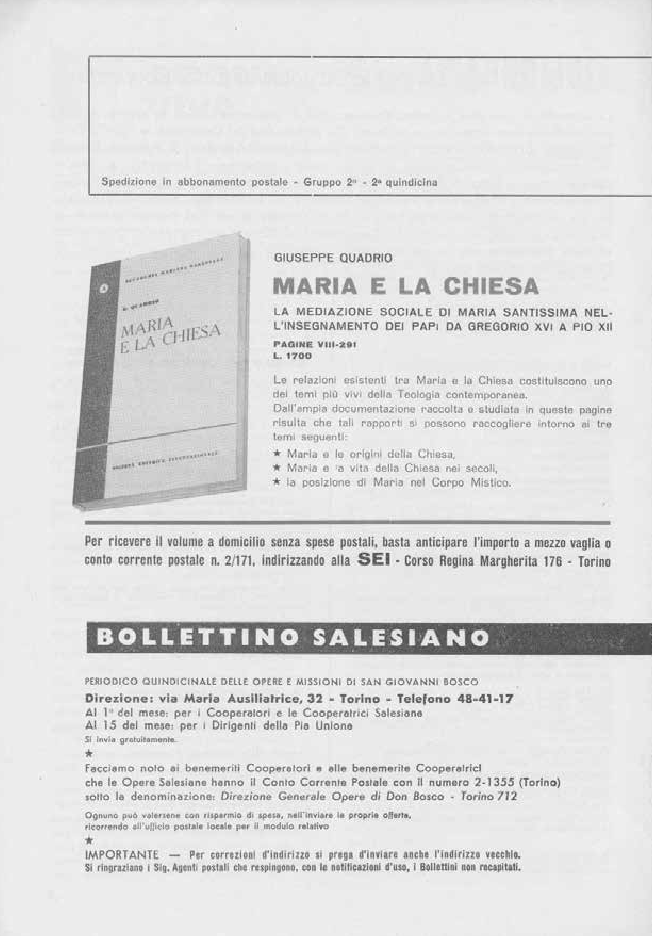 Spedizione in abbonamento postale - Gruppo 2° - 2ª quindicina
G. QUADRIO
MARIA
E LA CHIESA
SOCIETÀ EDITRICE INTERNAZIONALE
GIUSEPPE QUADRIO
MARIA E LA CHIESA
LA MEDIAZIONE SOCIALE DI MARIA SANTISSIMA NEL-
L'INSEGNAMENTO DEI PAPI DA GREGORIO XVI A PIO XII
PAGINE VIII-291
L. 1700
Le relazioni esistenti tra Maria e la Chiesa costituiscono uno
dei temi più vivi della Teologia contemporanea.
Dall'ampia documentazione raccolta e studiata in queste pagine
risulta che tali rapporti si possono raccogliere intorno ai tre
temi seguenti:
★ Maria e le origini della Chiesa,
★ Maria e la vita della Chiesa nei secoli,
★ la posizione di Maria nel Corpo Mistico.
Per ricevere il volume a domicilio senza spese postali, basta anticipare l'importo a mezzo vaglia o
conto corrente postale n. 2/171, indirizzando alla SEI - Corso Regina Margherita 176 - Torino
BOLLETTINO SALESIANO
PERIODICO QUINDICINALE DELLE OPERE E MISSIONI DI SAN GIOVANNI BOSCO
Direzione: via Maria Ausiliatrice, 32 - Torino - Telefono 48-41-17
Al 1° del mese: per i Cooperatori e le Cooperatrici Salesiane
Al 15 del mese: per i Dirigenti della Pia Unione
Si invia gratuitamente.
★
Facciamo noto ai benemeriti Cooperatori e alle benemerite Cooperatrici
che le Opere Salesiane hanno il Conto Corrente Postale con il numero 2-1355 (Torino)
sotto la denominazione: Direzione Generale Opere di Don Bosco - Torino 712
Ognuno può valersene con risparmio di spesa, nell'inviare le proprie offerte,
ricorrendo all'ufficio postale locale per il modulo relativo
★
IMPORTANTE — Per correzioni d'indirizzo si prega d'inviare anche l'indirizzo vecchio.
Si ringraziano i Sig. Agenti postali che respingono, con le notificazioni d'uso, i Bollettini non recapitati.